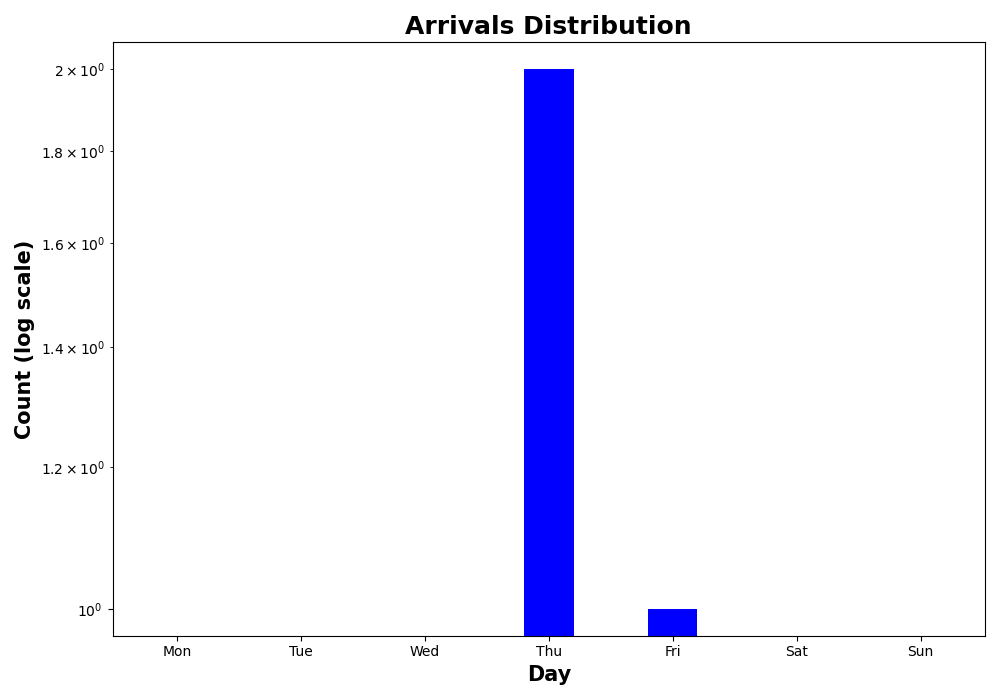 Arrivals Distribution
Count (log scale)
2 × 10⁰
1.8 × 10⁰
1.6 × 10⁰
1.4 × 10⁰
1.2 × 10⁰
10⁰
Mon Tue Wed Thu Fri Sat Sun
Day